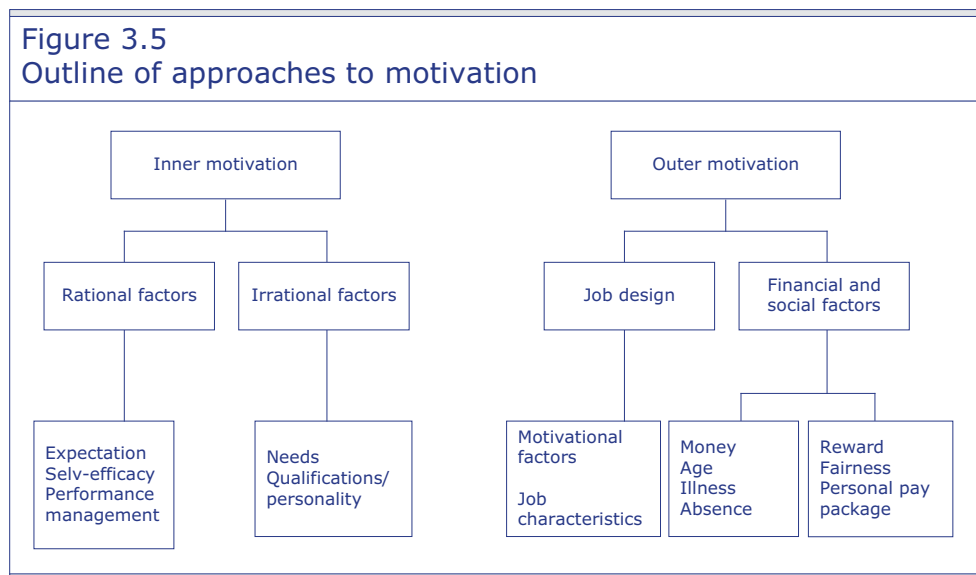 Figure 3.5
Outline of approaches to motivation
Inner motivation
Outer motivation
Rational factors
Irrational factors
Job design
Financial and
social factors
Expectation
Selv-efficacy
Performance
management
Needs
Qualifications/
personality
Motivational
factors
Job
characteristics
Money
Age
Illness
Absence
Reward
Fairness
Personal pay
package